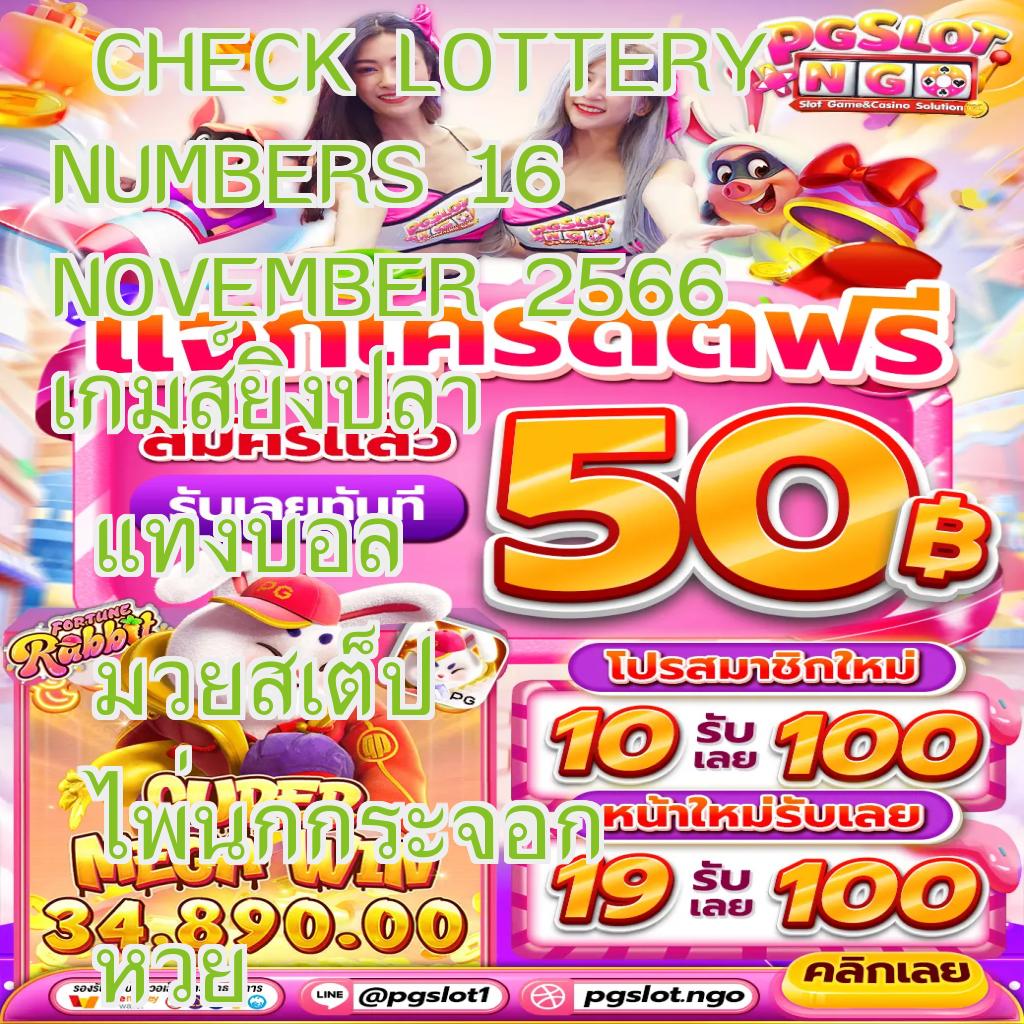 CHECK LOTTERY
PGSLOT
NGO
Slot Game&Casino Solution
NUMBERS 16
PGSLOT
NGO
PGSLOT
NGO
NOVEMBER 2566
แจกเครดิตฟรี
เกมส์ยิงปลา
สมัครแล้ว
50฿
รับเลยทันที
แทงบอล
PG
FORTUNE
Rabbit
โปรสมาชิกใหม่
มวยสเต็ป
PG
10 รับเลย 100
ไพ่นกกระจอก
SUPER
MEGA WIN
หน้าใหม่รับเลย
19 รับเลย 100
34,890.00
หวย
คลิกเลย
LINE @pgslot1
pgslot.ngo